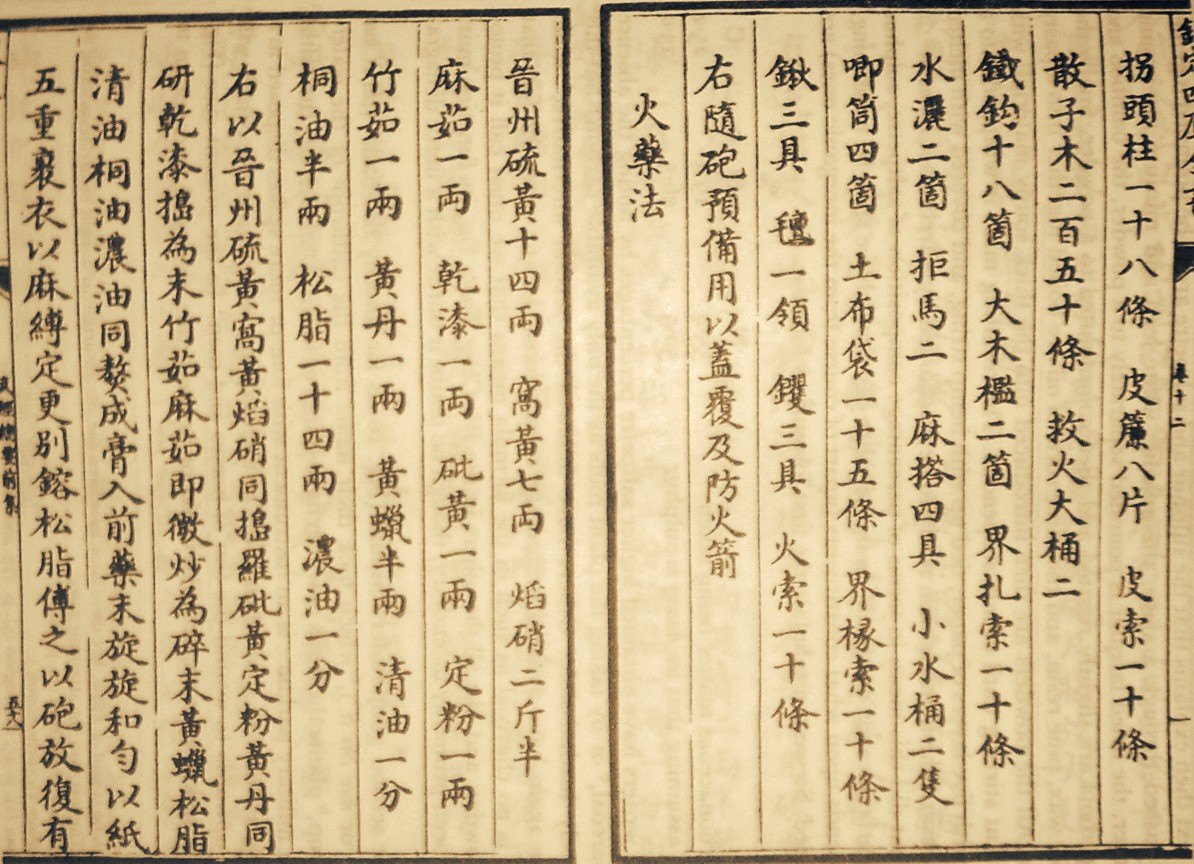 拐頭柱一十八條　皮簾八片　皮索一十條
散子木二百五十條　救火大桶二
鐵鈎十八箇　大木檻二箇　界扎索一十條
水濽二箇　拒馬二　麻搭四具　小水桶二隻
唧筒四箇　土布袋一十五條　界椽索一十條
鍬三具　氊一領　钁三具　火索一十條
右隨砲預備用以蓋覆及防火箭
火藥法
晉州硫黃十四兩　窩黃七兩　焰硝二斤半
麻茹一兩　乾漆一兩　砒黃一兩　定粉一兩
竹茹一兩　黃丹一兩　黃蠟半兩　清油一分
桐油半兩　松脂一十四兩　濃油一分
右以晉州硫黃窩黃焰硝同搗羅砒黃定粉黃丹同
研乾漆搗為末竹茹麻茹即微炒為碎末黃蠟松脂
清油桐油濃油同熬成膏入前藥末旋旋和勻以紙
五重裹衣以麻縛定更別鎔松脂傅之以砲放復有